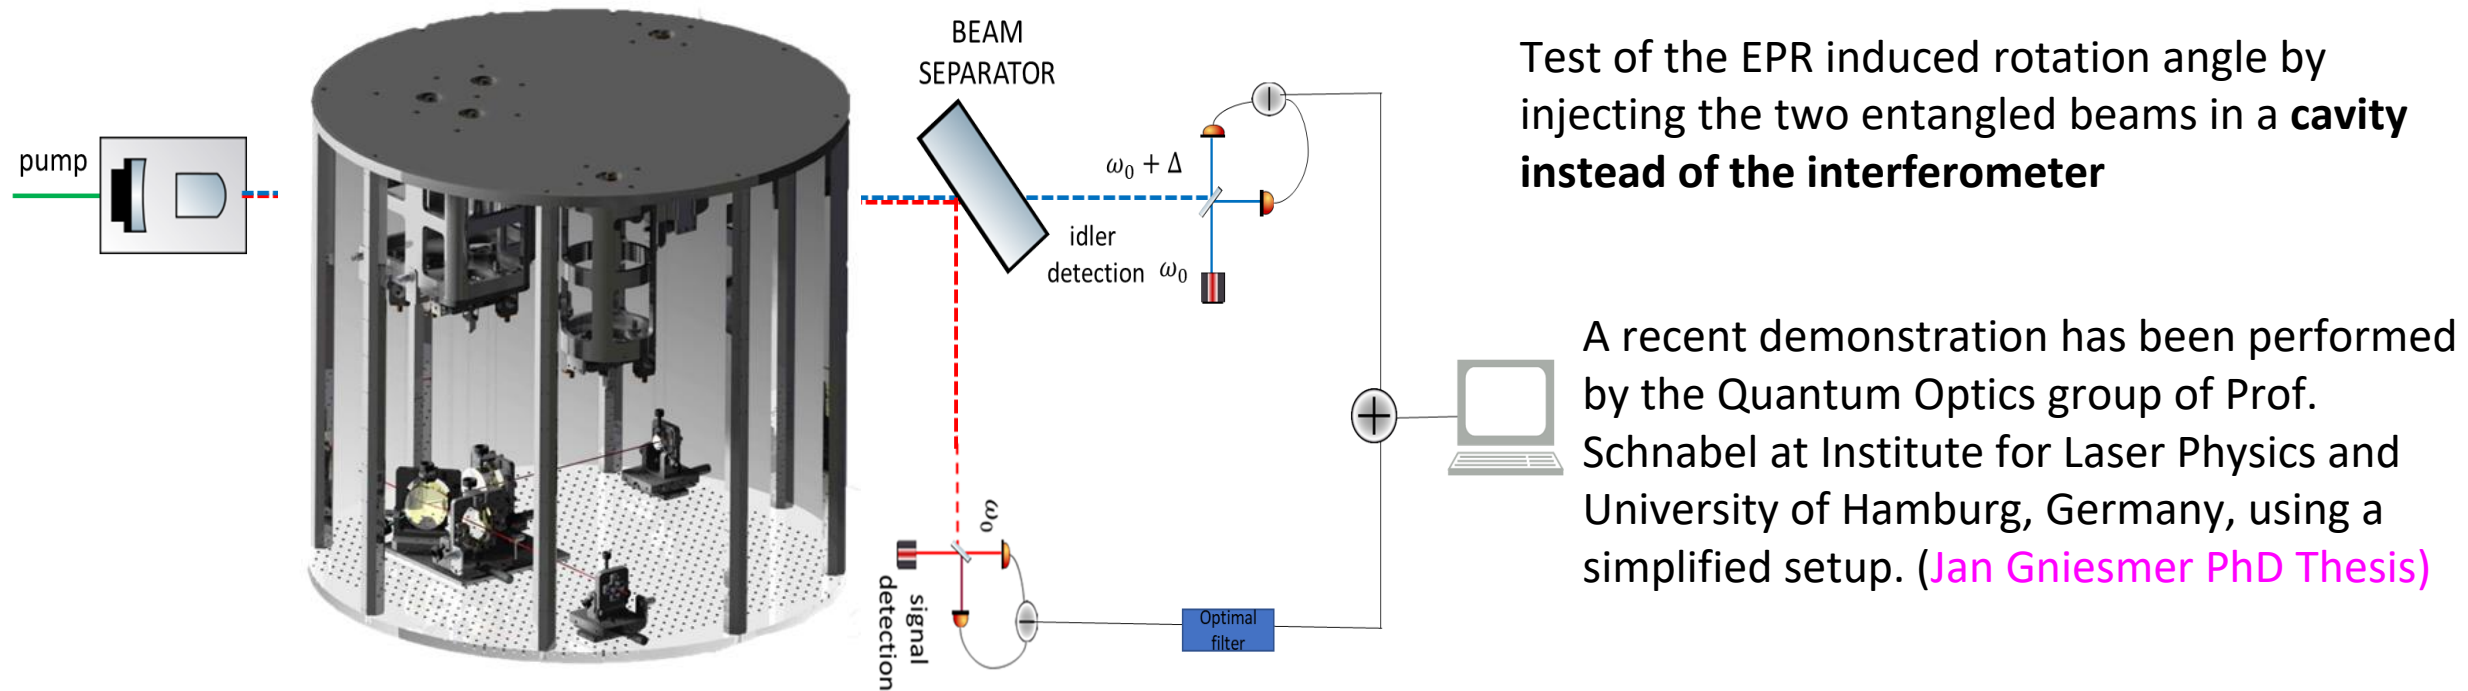 pump
BEAM
SEPARATOR
ω₀ + Δ
idler
detection
ω₀
ω₀
signal
detection
Optimal
filter
Test of the EPR induced rotation angle by
injecting the two entangled beams in a cavity
instead of the interferometer
A recent demonstration has been performed
by the Quantum Optics group of Prof.
Schnabel at Institute for Laser Physics and
University of Hamburg, Germany, using a
simplified setup. (Jan Gniesmer PhD Thesis)